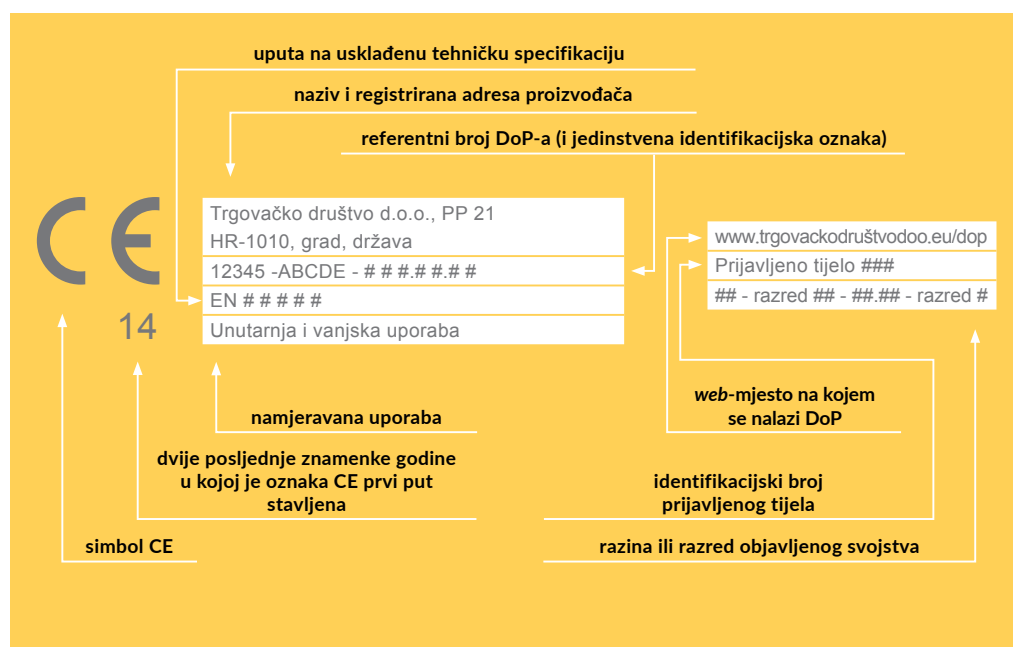 uputa na usklađenu tehničku specifikaciju
naziv i registrirana adresa proizvođača
referentni broj DoP-a (i jedinstvena identifikacijska oznaka)
CE
14
Trgovačko društvo d.o.o., PP 21
HR-1010, grad, država
12345 -ABCDE - # # #.# #.# #
EN # # # # #
Unutarnja i vanjska uporaba
www.trgovackodruštvodoo.eu/dop
Prijavljeno tijelo ###
## - razred ## - ##.## - razred #
namjeravana uporaba
dvije posljednje znamenke godine
u kojoj je oznaka CE prvi put
stavljena
simbol CE
web-mjesto na kojem
se nalazi DoP
identifikacijski broj
prijavljenog tijela
razina ili razred objavljenog svojstva